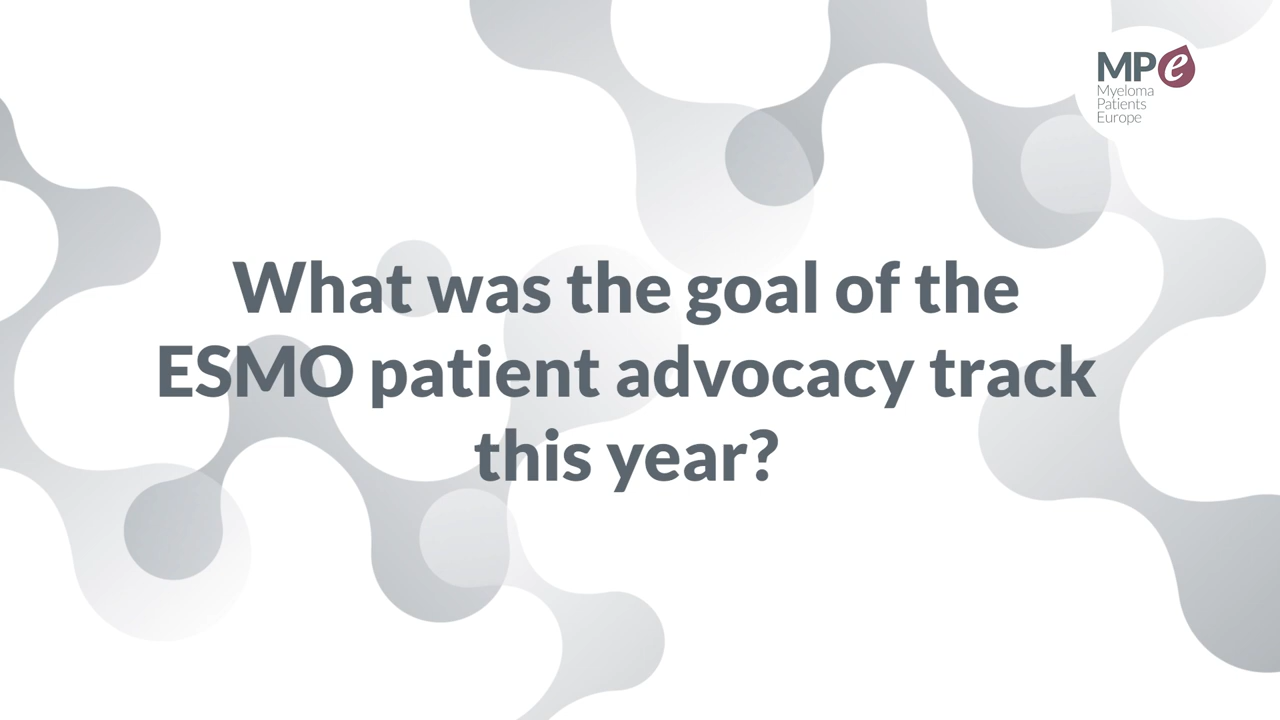 MPe
Myeloma
Patients
Europe
What was the goal of the
ESMO patient advocacy track
this year?